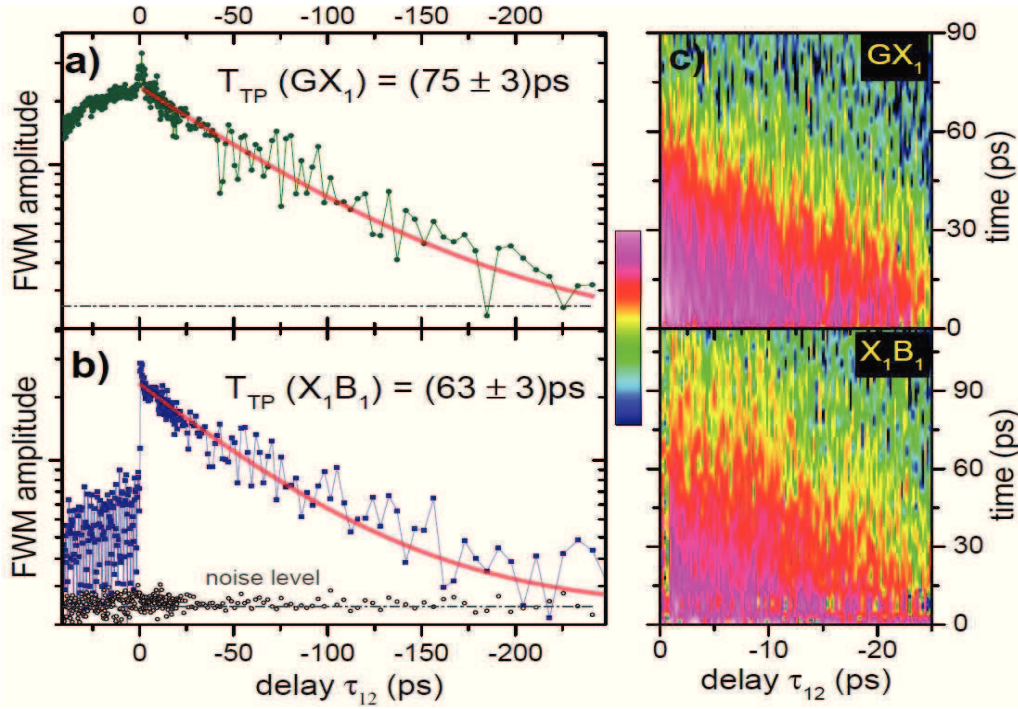 0 -50 -100 -150 -200
a)
T_TP (GX_1) = (75 ± 3)ps
FWM amplitude
b)
T_TP (X_1B_1) = (63 ± 3)ps
FWM amplitude
noise level
0 -50 -100 -150 -200
delay τ_12 (ps)
c)
GX_1
90
60
30
0
time (ps)
X_1B_1
90
60
30
0
time (ps)
0 -10 -20
delay τ_12 (ps)